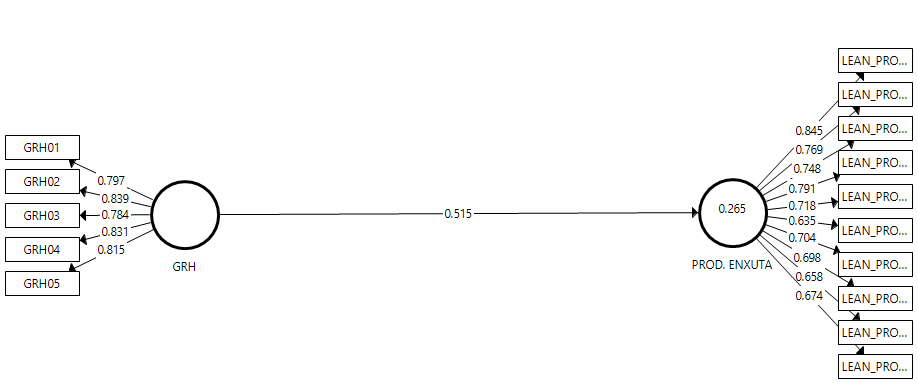 GRH01
GRH02
GRH03
GRH04
GRH05
0.797
0.839
0.784
0.831
0.815
GRH
0.515
0.265
PROD. ENXUTA
0.845
0.769
0.748
0.791
0.718
0.635
0.704
0.698
0.658
0.674
LEAN_PRO...
LEAN_PRO...
LEAN_PRO...
LEAN_PRO...
LEAN_PRO...
LEAN_PRO...
LEAN_PRO...
LEAN_PRO...
LEAN_PRO...
LEAN_PRO...